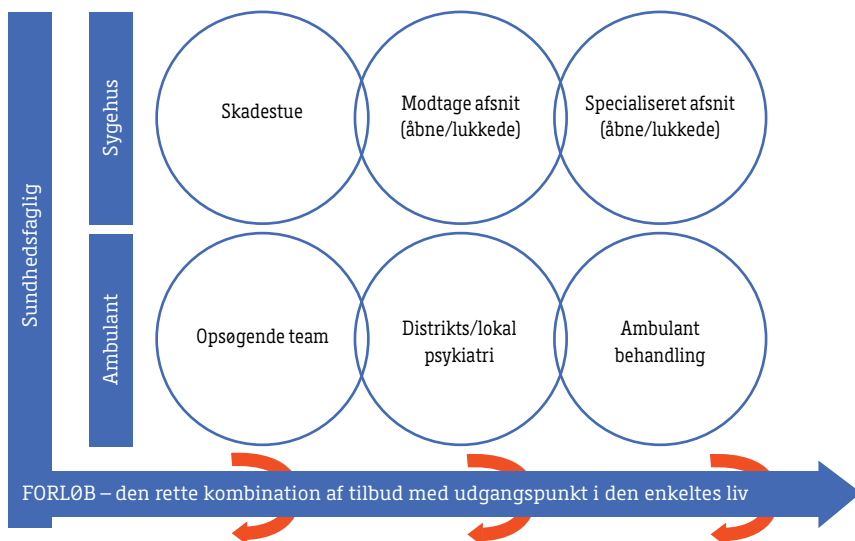 Sundhedsfaglig
Sygehus
Skadestue
Modtage afsnit
(åbne/lukkede)
Specialiseret afsnit
(åbne/lukkede)
Ambulant
Opsøgende team
Distrikts/lokal
psykiatri
Ambulant
behandling
FORLØB – den rette kombination af tilbud med udgangspunkt i den enkeltes liv